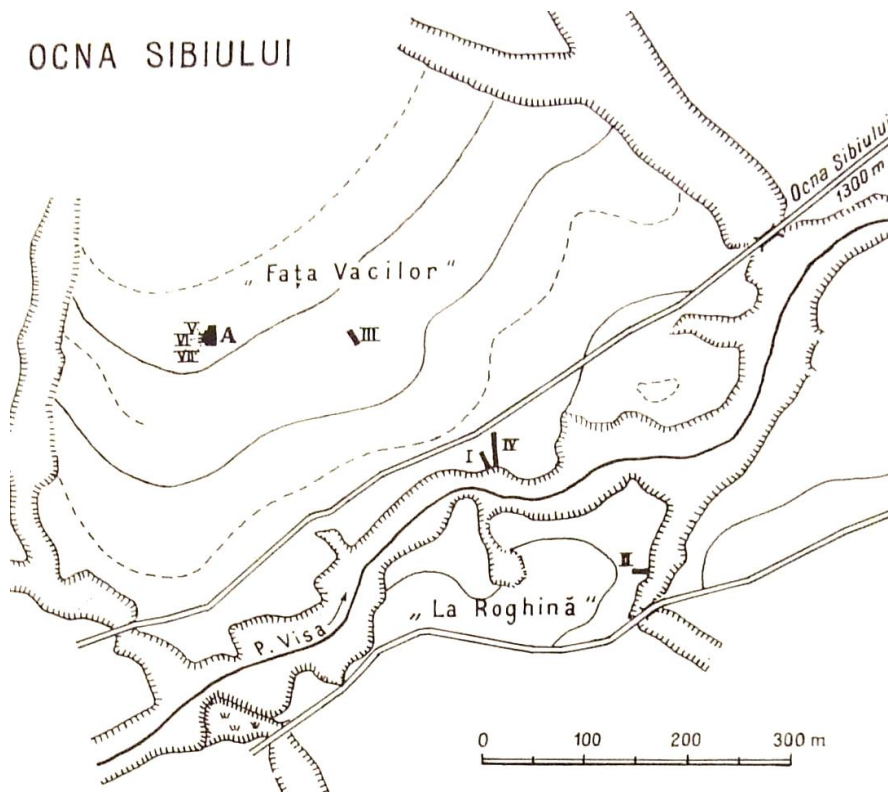 OCNA SIBIULUI
Ocna Sibiului
1300 m
„Fața Vacilor“
V
VI
VII
A
III
I
IV
II
„La Roghină“
P. Visa
0 100 200 300 m